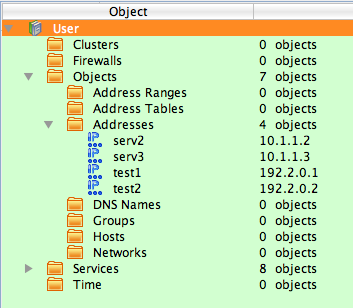 Object
User
Clusters 0 objects
Firewalls 0 objects
Objects 7 objects
Address Ranges 0 objects
Address Tables 0 objects
Addresses 4 objects
IP serv2 10.1.1.2
IP serv3 10.1.1.3
IP test1 192.2.0.1
IP test2 192.2.0.2
DNS Names 0 objects
Groups 0 objects
Hosts 0 objects
Networks 0 objects
Services 8 objects
Time 0 objects